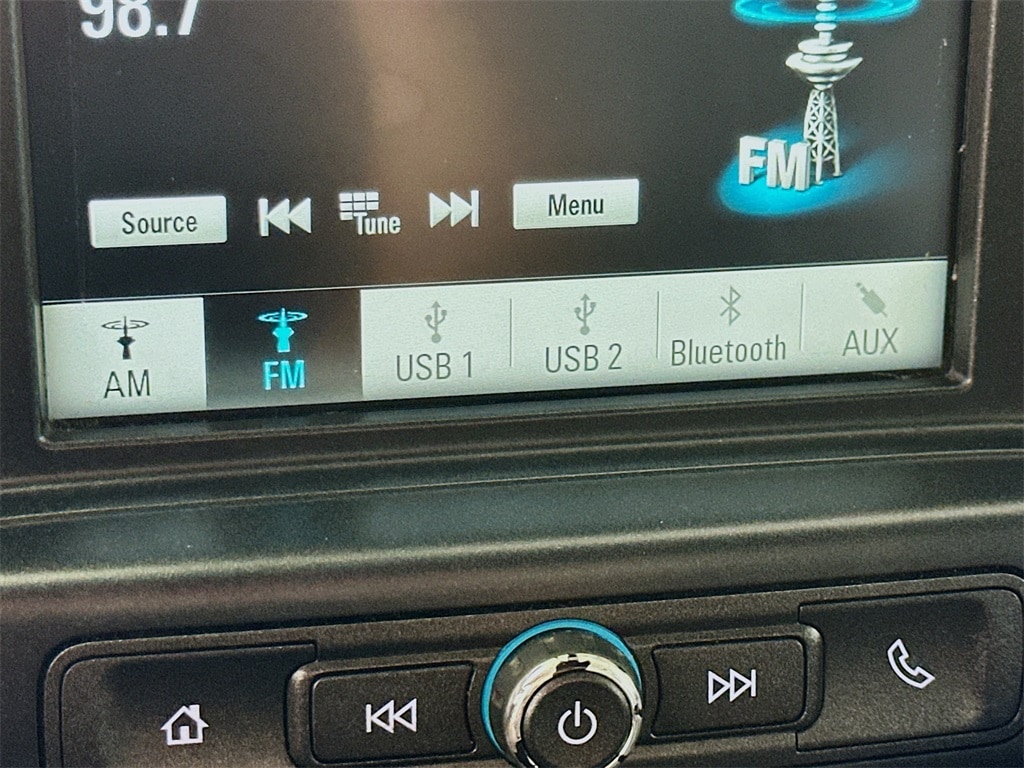 98.7
FM
Source
Tune
Menu
AM
FM
USB 1
USB 2
Bluetooth
AUX